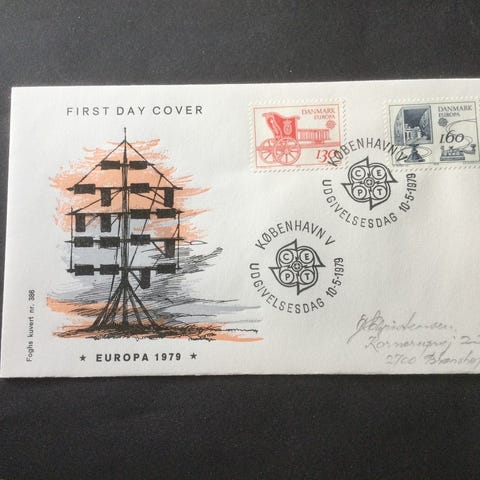 FIRST DAY COVER
DANMARK
EUROPA
130
DANMARK
EUROPA
160
KØBENHAVN V
CEPT
UDGIVELSESDAG 10-5-1979
KØBENHAVN V
CEPT
UDGIVELSESDAG 10-5-1979
Foghs kuvert nr. 386
★ EUROPA 1979 ★
2700